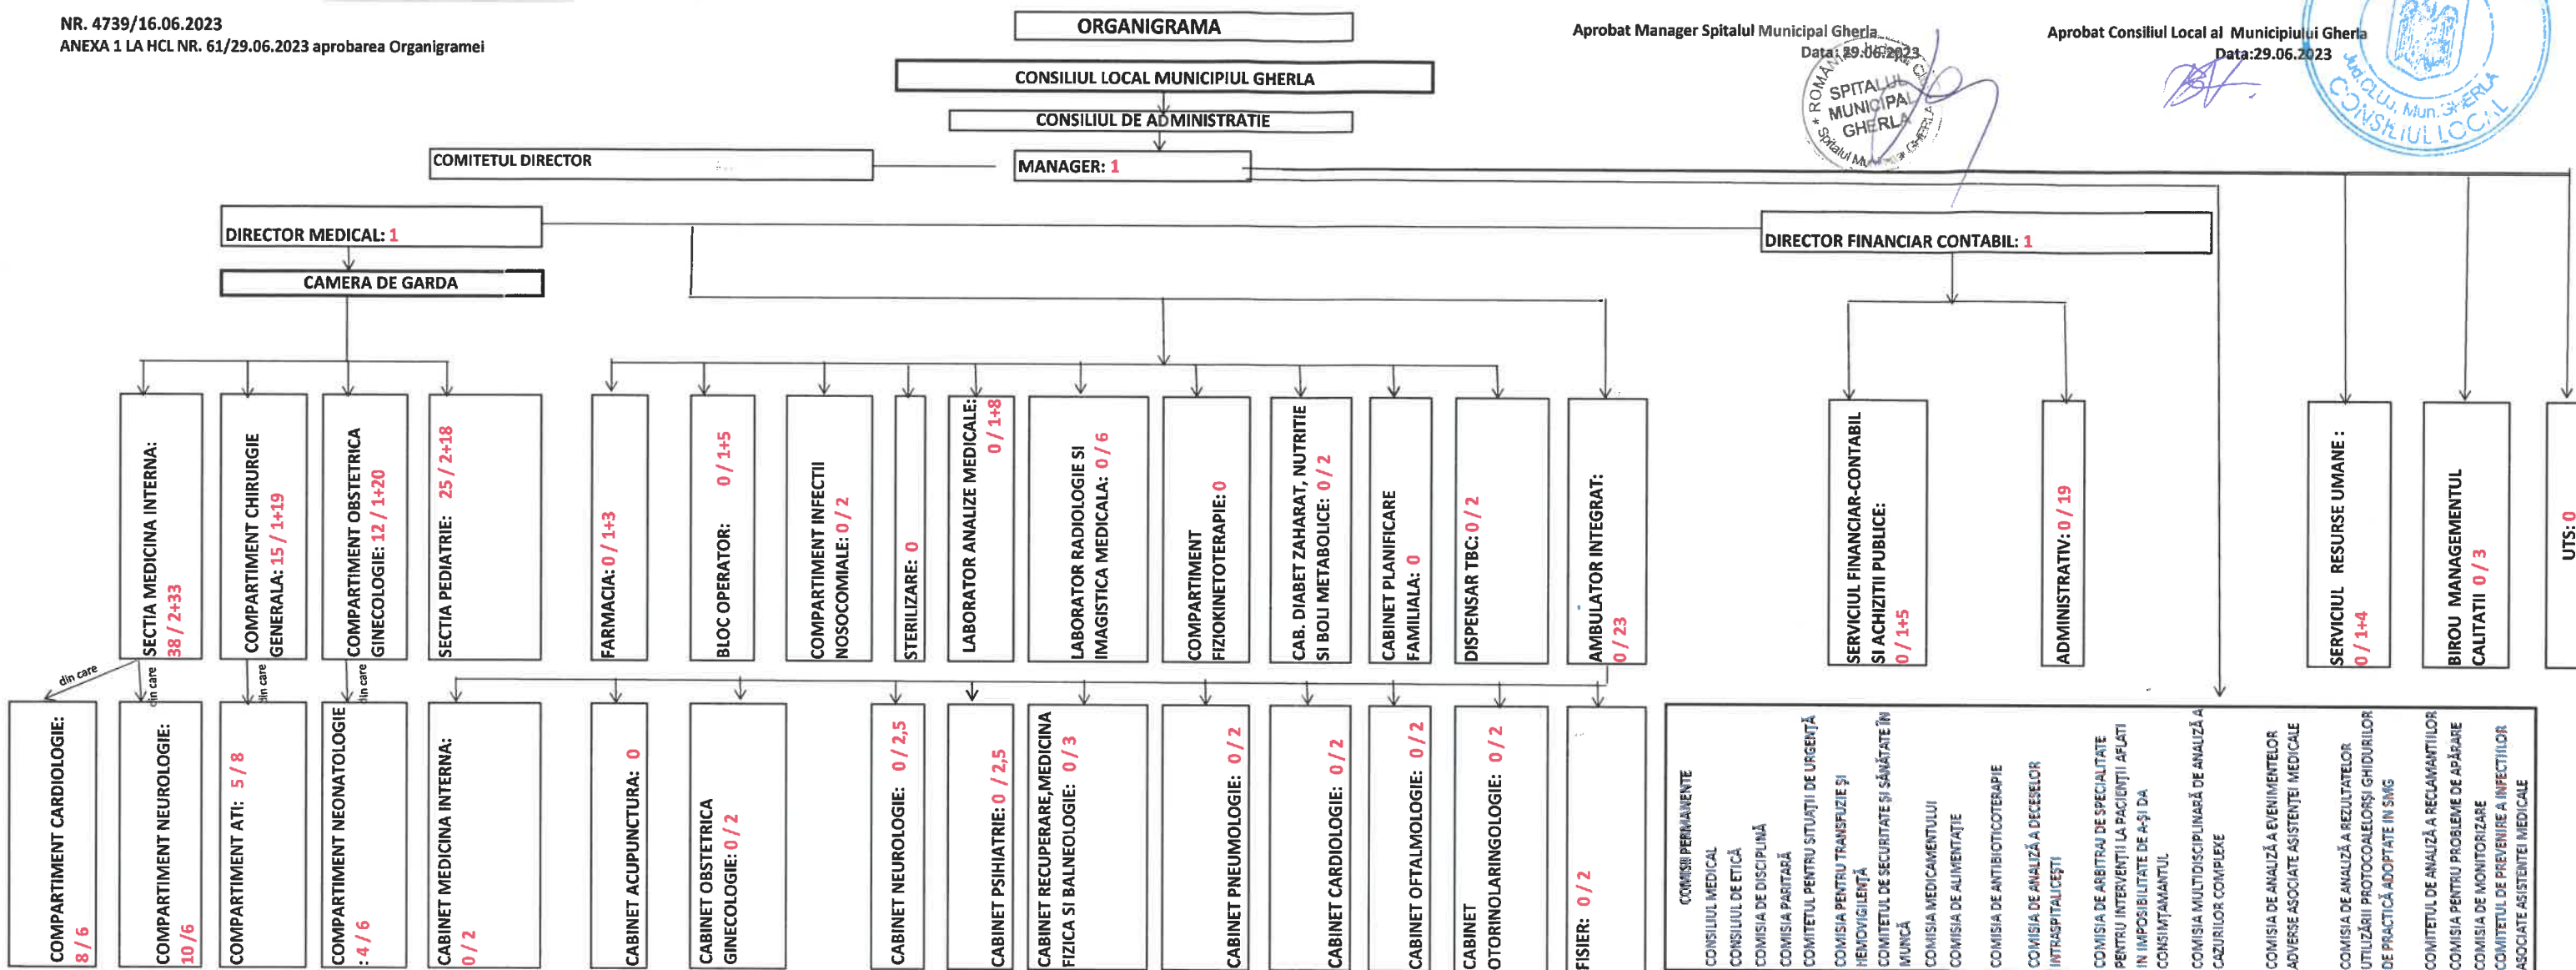 NR. 4739/16.06.2023
ANEXA 1 LA HCL NR. 61/29.06.2023 aprobarea Organigramei
ORGANIGRAMA
Aprobat Manager Spitalul Municipal Gherla
Data: 29.06.2023
Aprobat Consiliul Local al Municipiului Gherla
Data:29.06.2023
ROMANIA
SPITALUL
MUNICIPAL
GHERLA
Jud. CLUJ, Mun. GHERLA
CONSILIUL LOCAL
CONSILIUL LOCAL MUNICIPIUL GHERLA
CONSILIUL DE ADMINISTRATIE
COMITETUL DIRECTOR
MANAGER: 1
DIRECTOR MEDICAL: 1
DIRECTOR FINANCIAR CONTABIL: 1
CAMERA DE GARDA
SECTIA MEDICINA INTERNA:
38 / 2+33
COMPARTIMENT CHIRURGIE
GENERALA: 15 / 1+19
COMPARTIMENT OBSTETRICA
GINECOLOGIE: 12 / 1+20
SECTIA PEDIATRIE: 25 / 2+18
FARMACIA: 0 / 1+3
BLOC OPERATOR: 0 / 1+5
COMPARTIMENT INFECTII
NOSOCOMIALE: 0 / 2
STERILIZARE: 0
LABORATOR ANALIZE MEDICALE:
0 / 1+8
LABORATOR RADIOLOGIE SI
IMAGISTICA MEDICALA: 0 / 6
COMPARTIMENT
FIZIOKINETOTERAPIE: 0
CAB. DIABET ZAHARAT, NUTRITIE
SI BOLI METABOLICE: 0 / 2
CABINET PLANIFICARE
FAMILIALA: 0
DISPENSAR TBC: 0 / 2
AMBULATOR INTEGRAT:
0 / 23
SERVICIUL FINANCIAR-CONTABIL
SI ACHIZITII PUBLICE:
0 / 1+5
ADMINISTRATIV: 0 / 19
SERVICIUL RESURSE UMANE :
0 / 1+4
BIROU MANAGEMENTUL
CALITATII 0 / 3
UTS: 0
din care
din care
din care
din care
COMPARTIMENT CARDIOLOGIE:
8 / 6
COMPARTIMENT NEUROLOGIE:
10 /6
COMPARTIMENT ATI: 5 / 8
COMPARTIMENT NEONATOLOGIE
: 4 / 6
CABINET MEDICINA INTERNA:
0 / 2
CABINET ACUPUNCTURA: 0
CABINET OBSTETRICA
GINECOLOGIE: 0 / 2
CABINET NEUROLOGIE: 0 / 2,5
CABINET PSIHIATRIE: 0 / 2,5
CABINET RECUPERARE,MEDICINA
FIZICA SI BALNEOLOGIE: 0 / 3
CABINET PNEUMOLOGIE: 0 / 2
CABINET CARDIOLOGIE: 0 / 2
CABINET OFTALMOLOGIE: 0 / 2
CABINET
OTORINOLARINGOLOGIE: 0 / 2
FISIER: 0 / 2
COMISII PERMANENTE
CONSILIUL MEDICAL
CONSILIUL DE ETICĂ
COMISIA DE DISCIPLINĂ
COMISIA PARITARĂ
COMITETUL PENTRU SITUAȚII DE URGENȚĂ
COMISIA PENTRU TRANSFUZIE ȘI
HEMOVIGILENȚĂ
COMITETUL DE SECURITATE ȘI SĂNĂTATE ÎN
MUNCĂ
COMISIA MEDICAMENTULUI
COMISIA DE ALIMENTAȚIE
COMISIA DE ANTIBIOTICOTERAPIE
COMISIA DE ANALIZĂ A DECESELOR
INTRASPITALICEȘTI
COMISIA DE ARBITRAJ DE SPECIALITATE
PENTRU INTERVENȚII LA PACIENȚII AFLATI
IN IMPOSIBILITATE DE A-ȘI DA
CONSIMȚAMANTUL
COMISIA MULTIDISCIPLINARĂ DE ANALIZĂ A
CAZURILOR COMPLEXE
COMISIA DE ANALIZĂ A EVENIMENTELOR
ADVERSE ASOCIATE ASISTENȚEI MEDICALE
COMISIA DE ANALIZĂ A REZULTATELOR
UTILIZĂRII PROTOCOALELORȘI GHIDURILOR
DE PRACTICĂ ADOPTATE IN SMG
COMITETUL DE ANALIZĂ A RECLAMANTIILOR
COMISIA PENTRU PROBLEME DE APĂRARE
COMISIA DE MONITORIZARE
COMITETUL DE PREVENIRE A INFECTIILOR
ASOCIATE ASISTENTEI MEDICALE